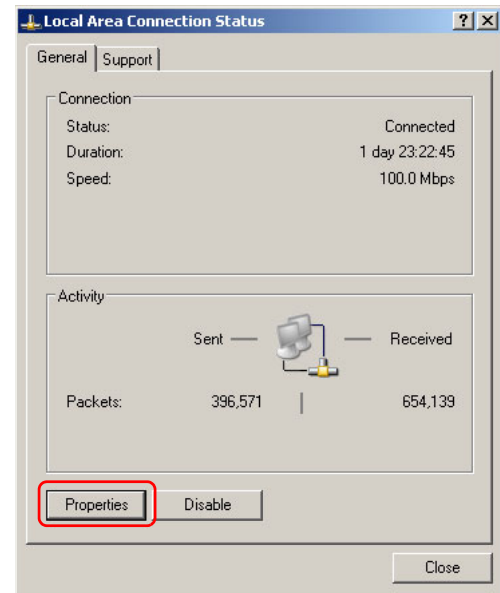 Local Area Connection Status
General Support
Connection
Status: Connected
Duration: 1 day 23:22:45
Speed: 100.0 Mbps
Activity
Sent — — Received
Packets: 396,571 | 654,139
Properties Disable
Close